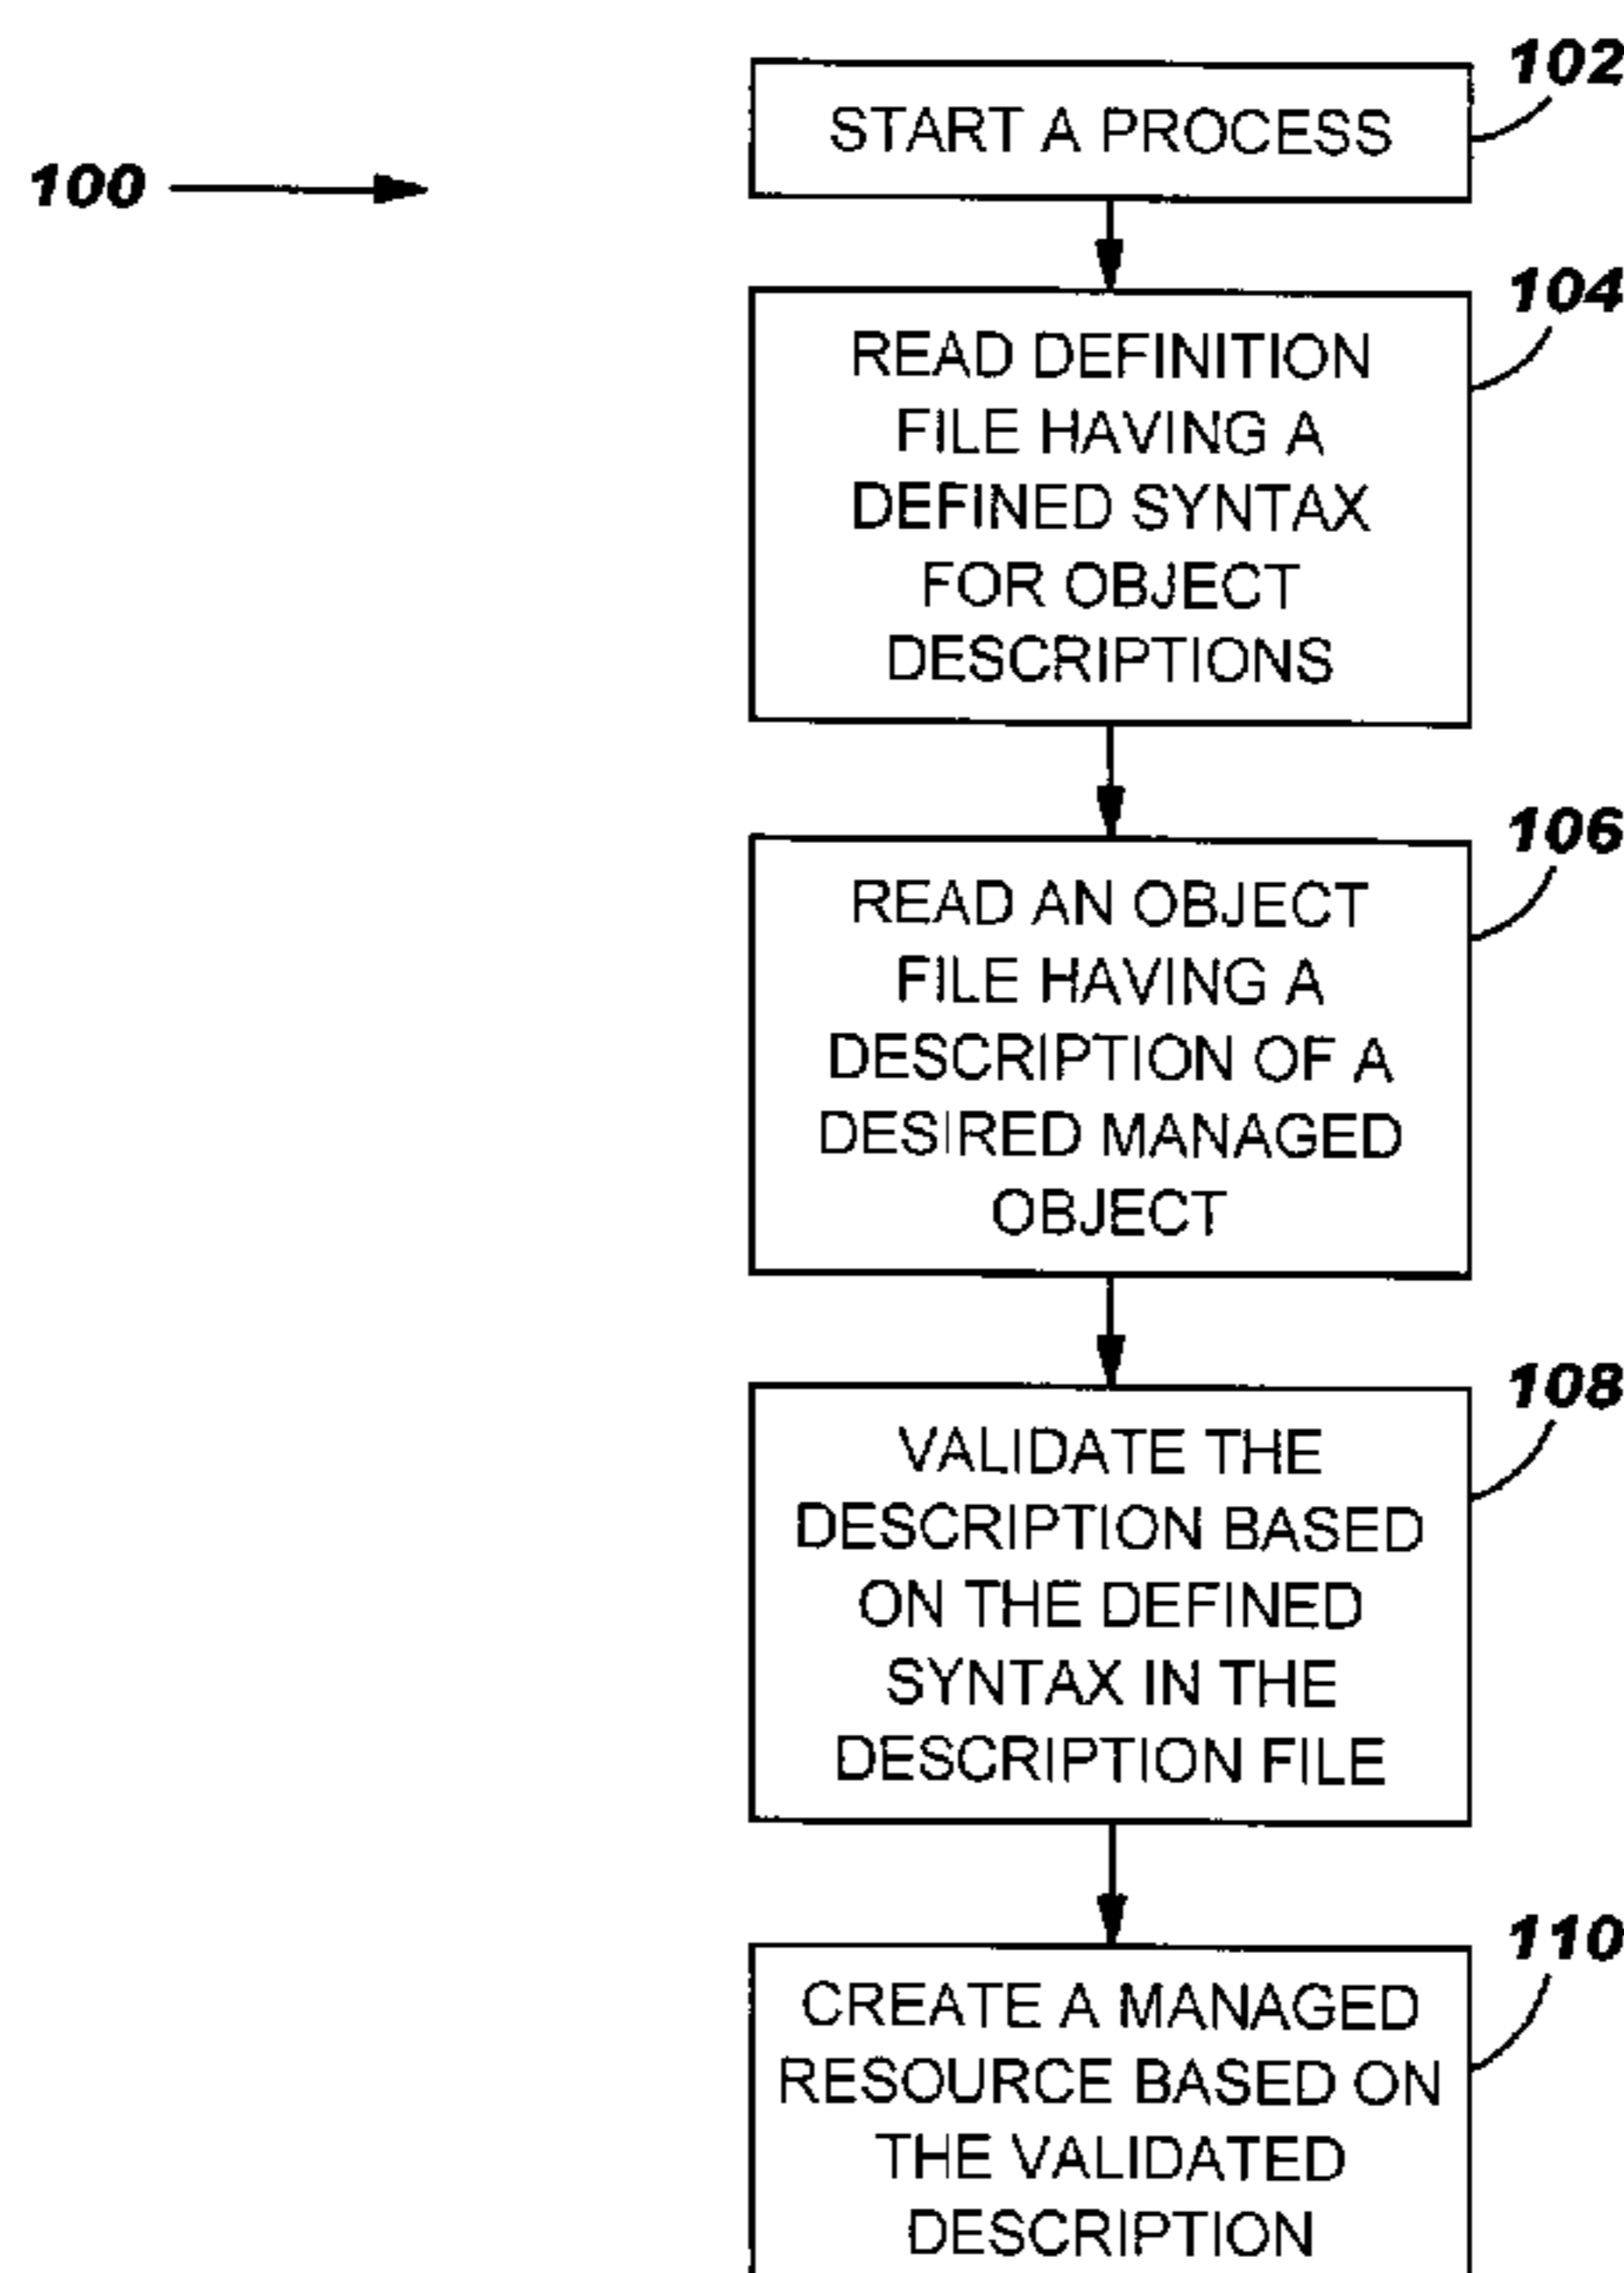 102
START A PROCESS
100
104
READ DEFINITION
FILE HAVING A
DEFINED SYNTAX
FOR OBJECT
DESCRIPTIONS
106
READ AN OBJECT
FILE HAVING A
DESCRIPTION OF A
DESIRED MANAGED
OBJECT
108
VALIDATE THE
DESCRIPTION BASED
ON THE DEFINED
SYNTAX IN THE
DESCRIPTION FILE
110
CREATE A MANAGED
RESOURCE BASED ON
THE VALIDATED
DESCRIPTION